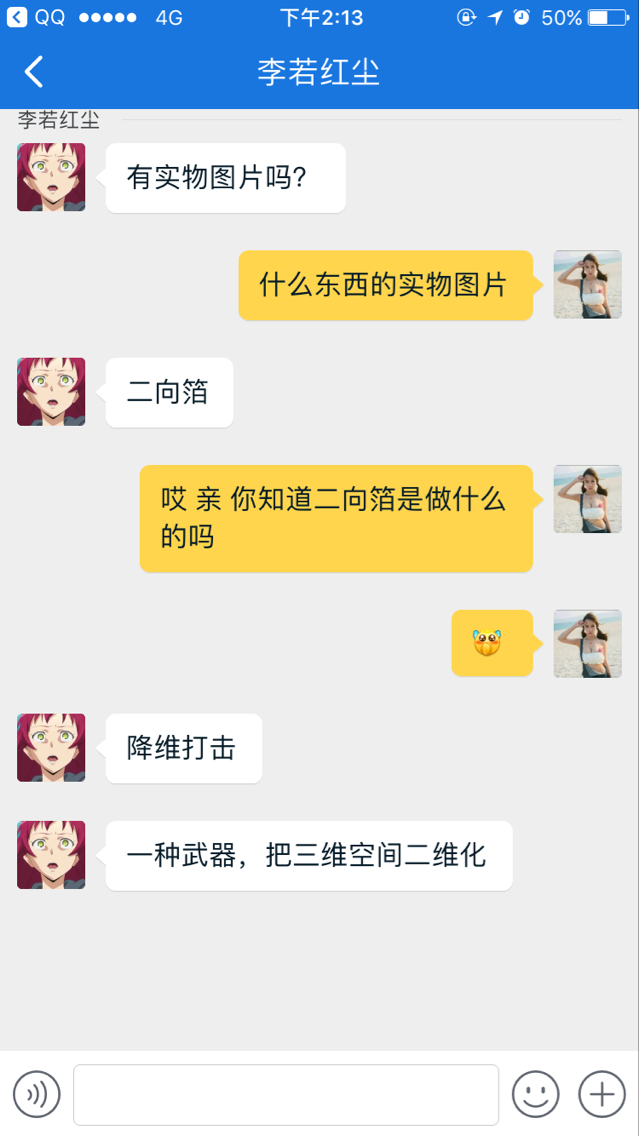 QQ 4G 下午2:13 50%
李若红尘
李若红尘
有实物图片吗?
什么东西的实物图片
二向箔
哎 亲 你知道二向箔是做什么
的吗
降维打击
一种武器，把三维空间二维化